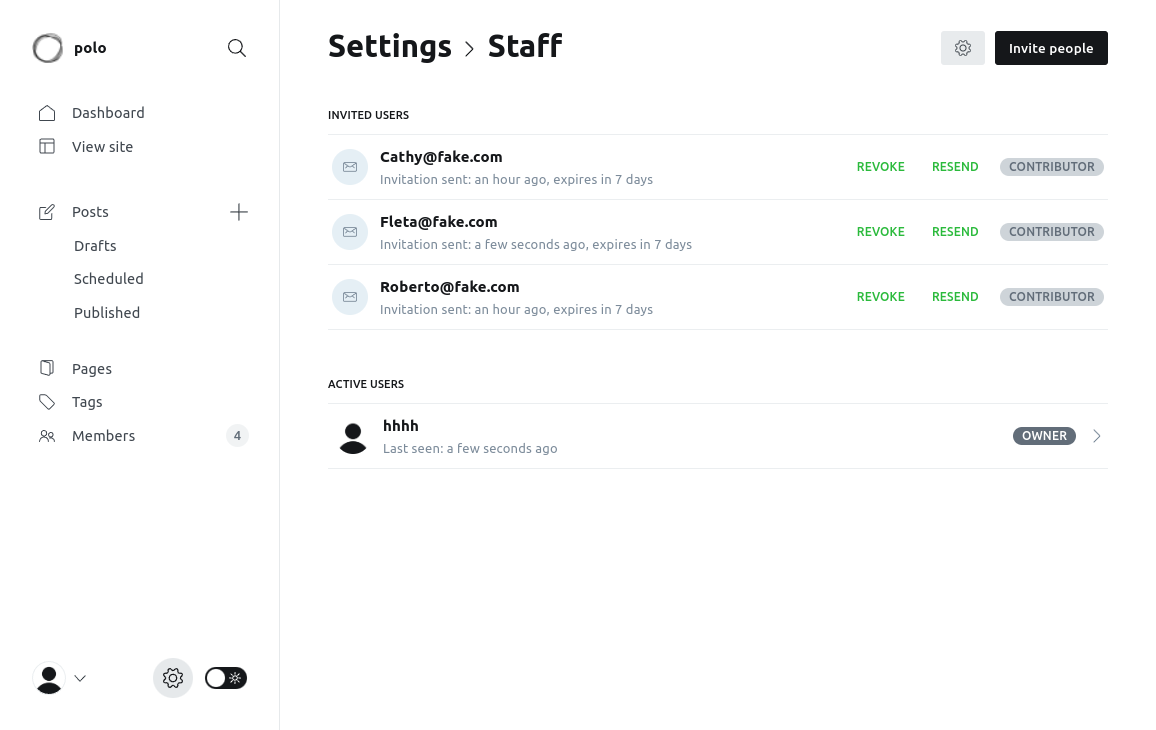 polo
Dashboard
View site
Posts
Drafts
Scheduled
Published
Pages
Tags
Members 4
Settings > Staff
Invite people
INVITED USERS
Cathy@fake.com
Invitation sent: an hour ago, expires in 7 days
REVOKE RESEND CONTRIBUTOR
Fleta@fake.com
Invitation sent: a few seconds ago, expires in 7 days
REVOKE RESEND CONTRIBUTOR
Roberto@fake.com
Invitation sent: an hour ago, expires in 7 days
REVOKE RESEND CONTRIBUTOR
ACTIVE USERS
hhhh
Last seen: a few seconds ago
OWNER